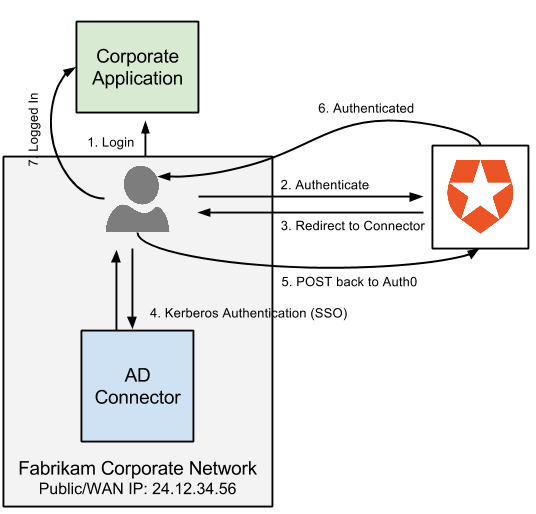 Corporate
Application
6. Authenticated
7. Logged In
1. Login
2. Authenticate
3. Redirect to Connector
5. POST back to Auth0
4. Kerberos Authentication (SSO)
AD
Connector
Fabrikam Corporate Network
Public/WAN IP: 24.12.34.56